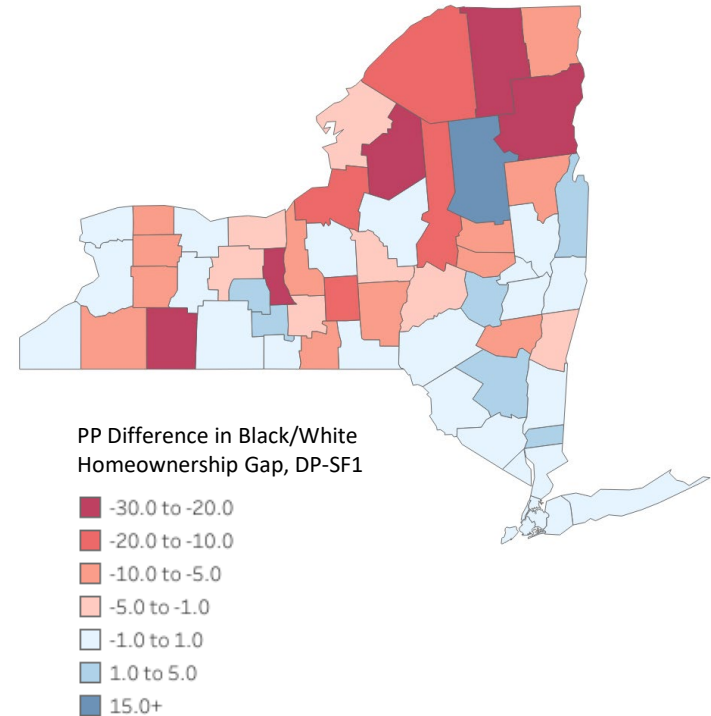 PP Difference in Black/White
Homeownership Gap, DP-SF1
-30.0 to -20.0
-20.0 to -10.0
-10.0 to -5.0
-5.0 to -1.0
-1.0 to 1.0
1.0 to 5.0
15.0+